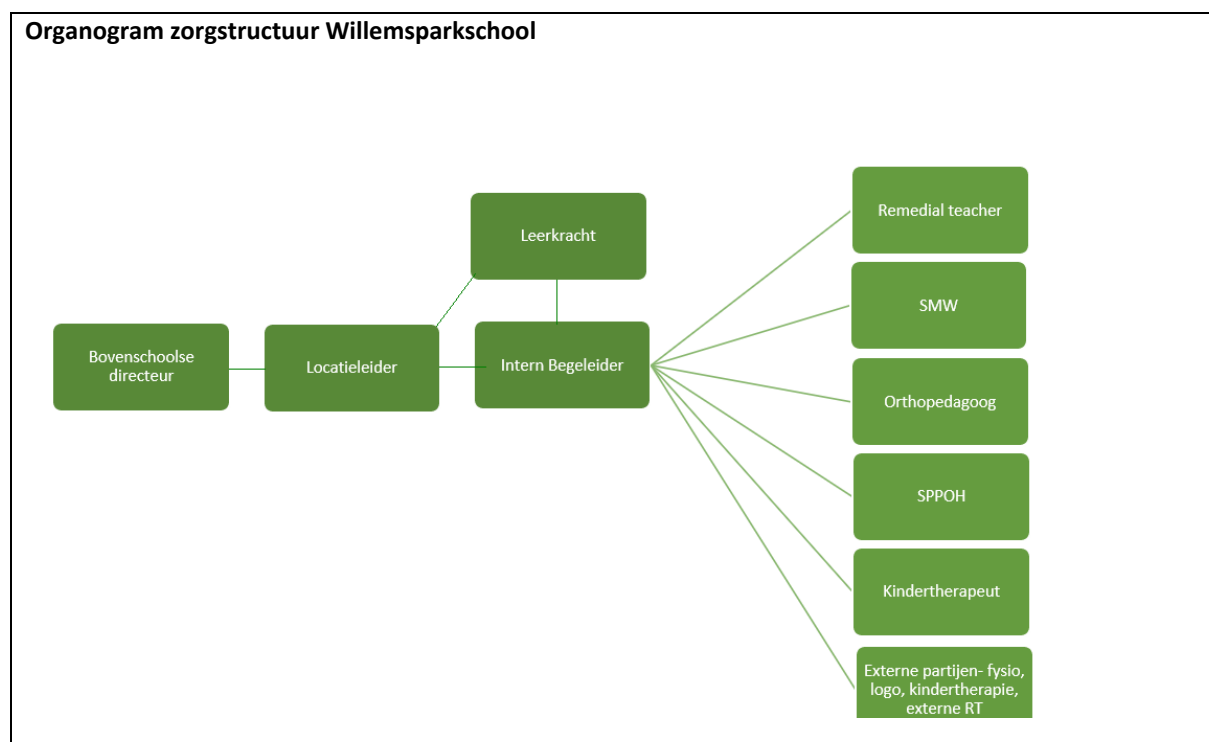 Organogram zorgstructuur Willemsparkschool
Remedial teacher
Leerkracht
SMW
Bovenschoolse
directeur
Locatieleider
Intern Begeleider
Orthopedagoog
SPPOH
Kindertherapeut
Externe partijen- fysio,
logo, kindertherapie,
externe RT